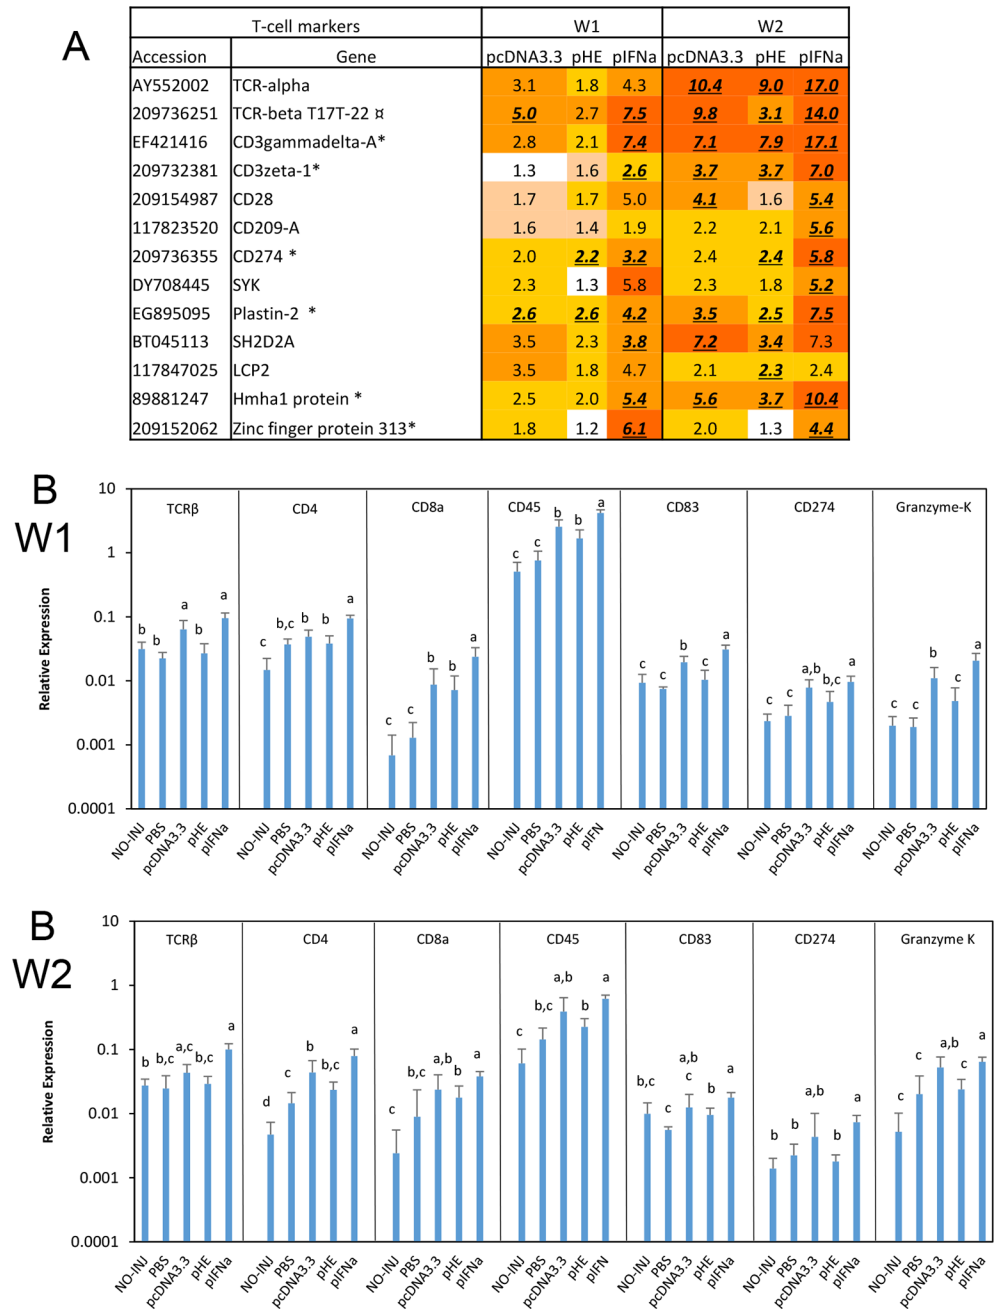 A
T-cell markers W1 W2
Accession Gene pcDNA3.3 pHE pIFNa pcDNA3.3 pHE pIFNa
AY552002 TCR-alpha 3.1 1.8 4.3 10.4 9.0 17.0
209736251 TCR-beta T17T-22 ¤ 5.0 2.7 7.5 9.8 3.1 14.0
EF421416 CD3gammadelta-A* 2.8 2.1 7.4 7.1 7.9 17.1
209732381 CD3zeta-1* 1.3 1.6 2.6 3.7 3.7 7.0
209154987 CD28 1.7 1.7 5.0 4.1 1.6 5.4
117823520 CD209-A 1.6 1.4 1.9 2.2 2.1 5.6
209736355 CD274 * 2.0 2.2 3.2 2.4 2.4 5.8
DY708445 SYK 2.3 1.3 5.8 2.3 1.8 5.2
EG895095 Plastin-2 * 2.6 2.6 4.2 3.5 2.5 7.5
BT045113 SH2D2A 3.5 2.3 3.8 7.2 3.4 7.3
117847025 LCP2 3.5 1.8 4.7 2.1 2.3 2.4
89881247 Hmha1 protein * 2.5 2.0 5.4 5.6 3.7 10.4
209152062 Zinc finger protein 313* 1.8 1.2 6.1 2.0 1.3 4.4
B
W1
Relative Expression
10
1
0.1
0.01
0.001
0.0001
TCRβ CD4 CD8a CD45 CD83 CD274 Granzyme-K
b b a b a
c b,c b b a
c c b b a
c c b b a
c c b c a
c c a,b b,c a
c c b c a
NO-INJ PBS pcDNA3.3 pHE pIFNa
NO-INJ PBS pcDNA3.3 pHE pIFNa
NO-INJ PBS pcDNA3.3 pHE pIFNa
NO-INJ PBS pcDNA3.3 pHE pIFN
NO-INJ PBS pcDNA3.3 pHE pIFNa
NO-INJ PBS pcDNA3.3 pHE pIFNa
NO-INJ PBS pcDNA3.3 pHE pIFNa
B
W2
Relative Expression
10
1
0.1
0.01
0.001
0.0001
TCRβ CD4 CD8a CD45 CD83 CD274 Granzyme K
b b,c a,c b,c a
d c b b,c a
c b,c a,b b a
c b,c a,b b a
b,c c a,b c b a
b b a,b b a
c c a,b c a
NO-INJ PBS pcDNA3.3 pHE pIFNa
NO-INJ PBS pcDNA3.3 pHE pIFNa
NO-INJ PBS pcDNA3.3 pHE pIFNa
NO-INJ PBS pcDNA3.3 pHE pIFN
NO-INJ PBS pcDNA3.3 pHE pIFNa
NO-INJ PBS pcDNA3.3 pHE pIFNa
NO-INJ PBS pcDNA3.3 pHE pIFNa